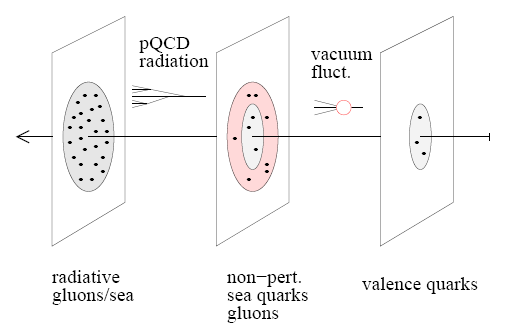 pQCD
radiation
vacuum
fluct.
radiative
gluons/sea
non−pert.
sea quarks
gluons
valence quarks